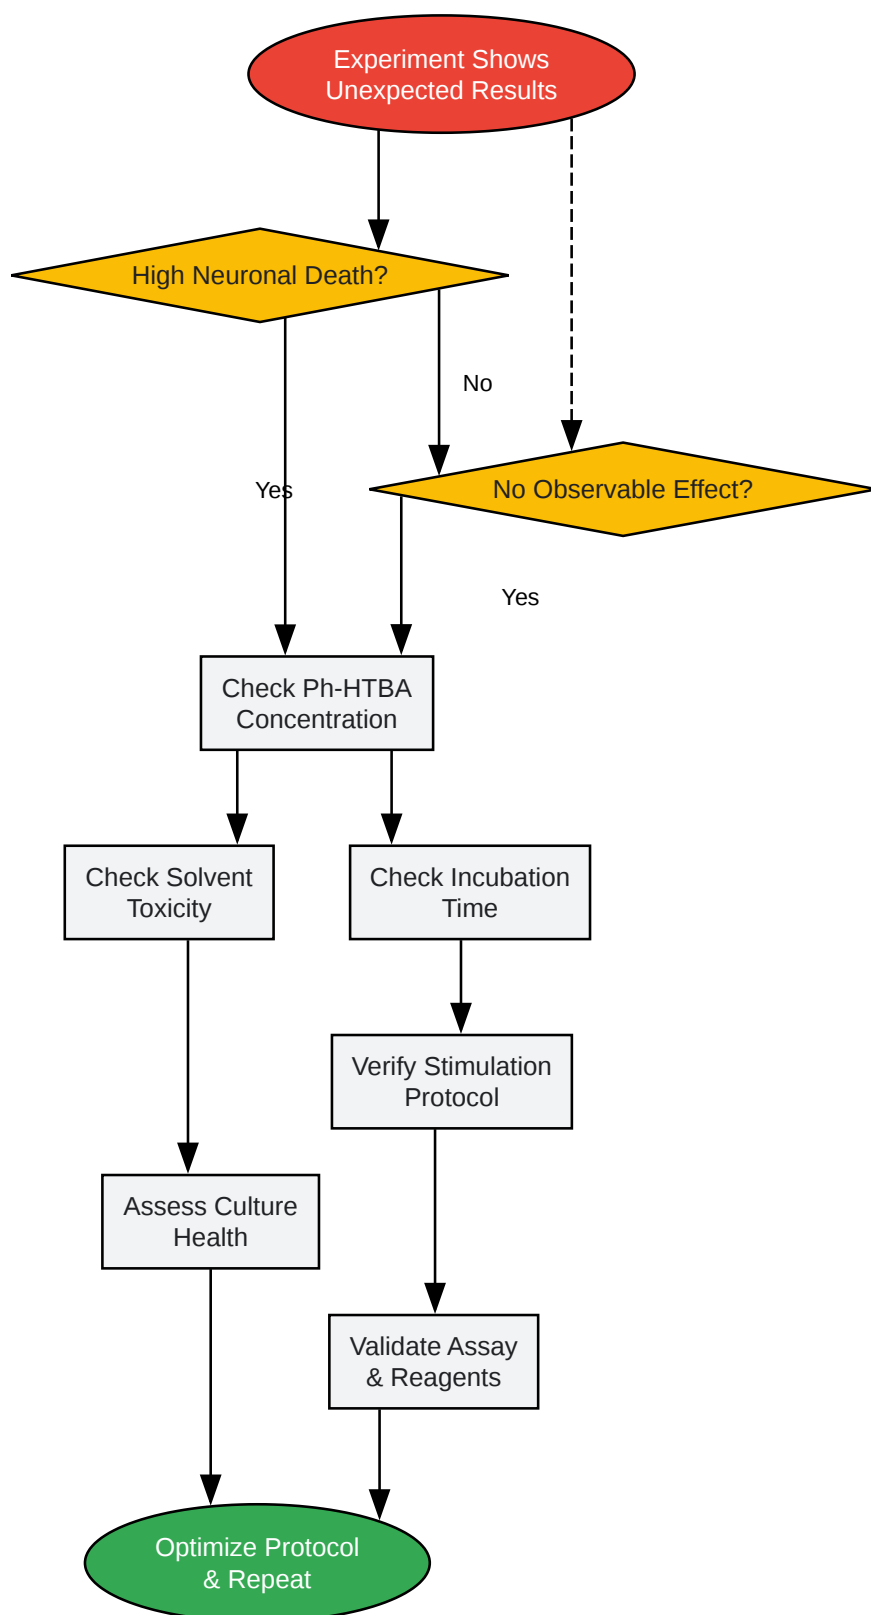 Experiment Shows
Unexpected Results
High Neuronal Death?
No
Yes
No Observable Effect?
Yes
Check Ph-HTBA
Concentration
Check Solvent
Toxicity
Check Incubation
Time
Verify Stimulation
Protocol
Assess Culture
Health
Validate Assay
& Reagents
Optimize Protocol
& Repeat